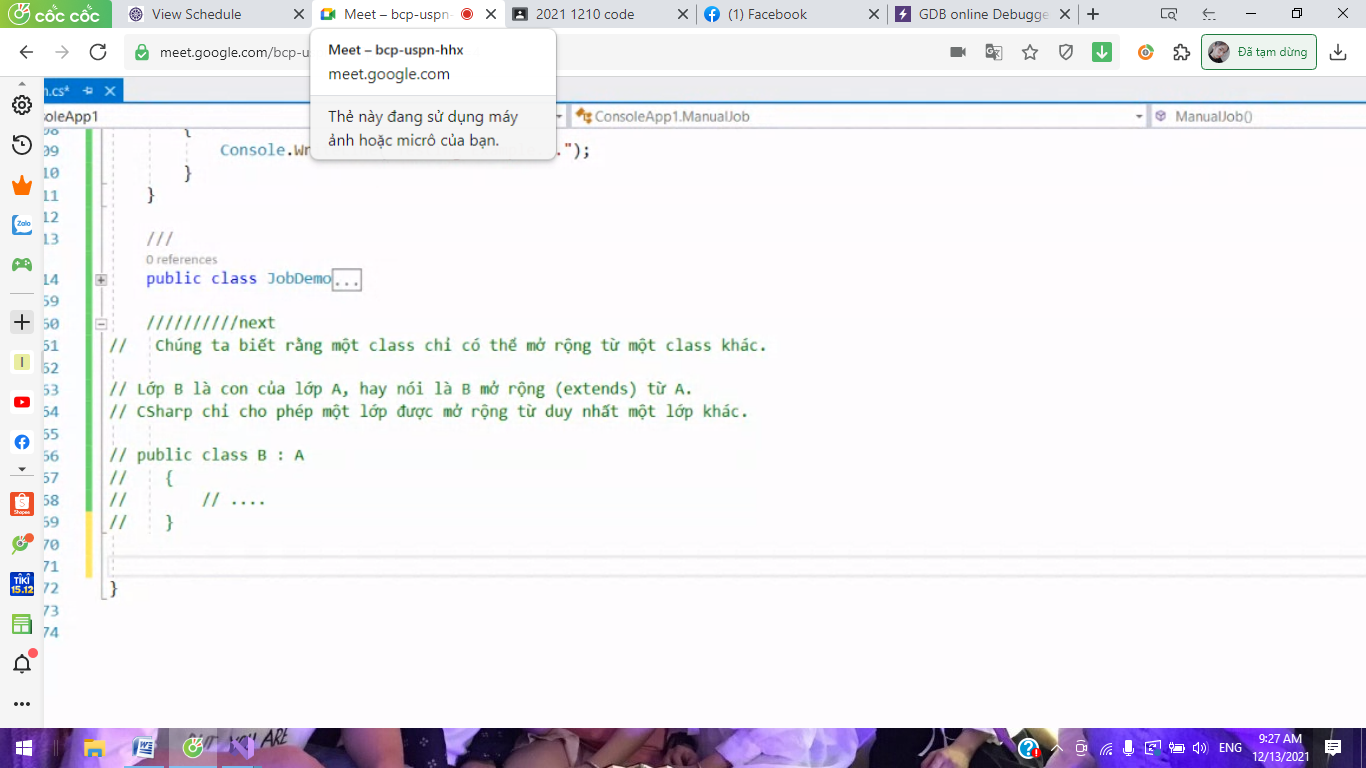 cốc cốc
View Schedule
Meet – bcp-uspn-
2021 1210 code
(1) Facebook
GDB online Debugge
meet.google.com/bcp-u
Đã tạm dừng
Meet – bcp-uspn-hhx
meet.google.com
Thẻ này đang sử dụng máy
ảnh hoặc micrô của bạn.
n.cs*
soleApp1
ConsoleApp1.ManualJob
ManualJob()
08 {
09 Console.Wr .");
10 }
11 }
12
13 ///
0 references
14 public class JobDemo...
59
60 //////////next
61 // Chúng ta biết rằng một class chỉ có thể mở rộng từ một class khác.
62
63 // Lớp B là con của lớp A, hay nói là B mở rộng (extends) từ A.
64 // CSharp chỉ cho phép một lớp được mở rộng từ duy nhất một lớp khác.
65
66 // public class B : A
67 // {
68 // // ....
69 // }
70
71
72 }
73
74
Zalo
Shopee
TIKI
15.12
ENG
9:27 AM
12/13/2021